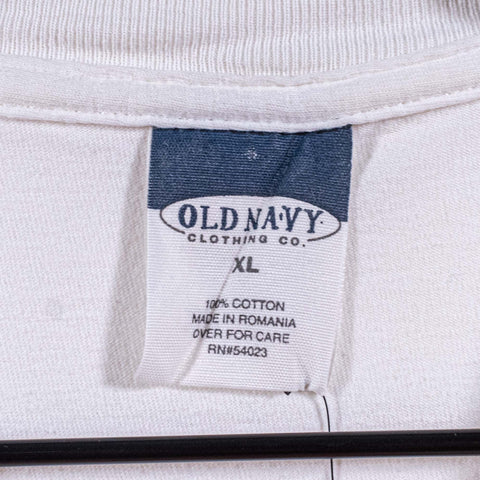 OLD NAVY
CLOTHING CO.
XL
100% COTTON
MADE IN ROMANIA
OVER FOR CARE
RN#54023